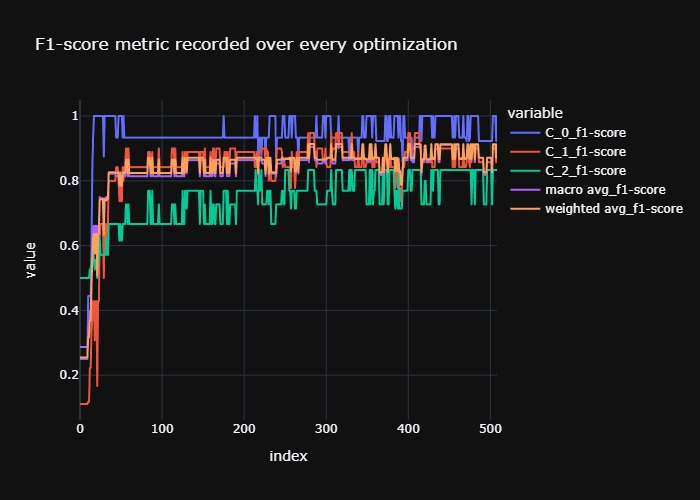 F1-score metric recorded over every optimization
variable
C_0_f1-score
C_1_f1-score
C_2_f1-score
macro avg_f1-score
weighted avg_f1-score
value
1
0.8
0.6
0.4
0.2
0 100 200 300 400 500
index